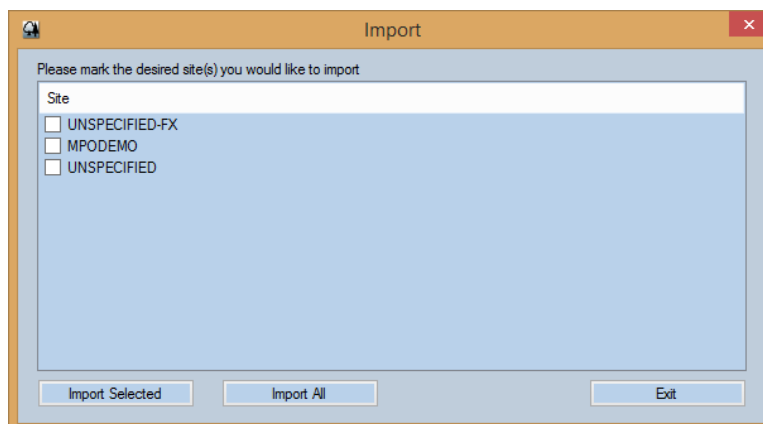 Import
Please mark the desired site(s) you would like to import
Site
UNSPECIFIED-FX
MPODEMO
UNSPECIFIED
Import Selected Import All Exit